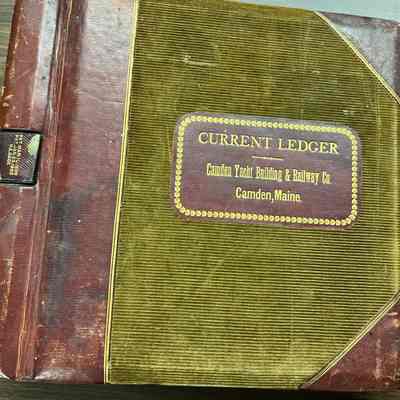 CURRENT LEDGER
Camden Yacht Building & Railway Co.
Camden, Maine.